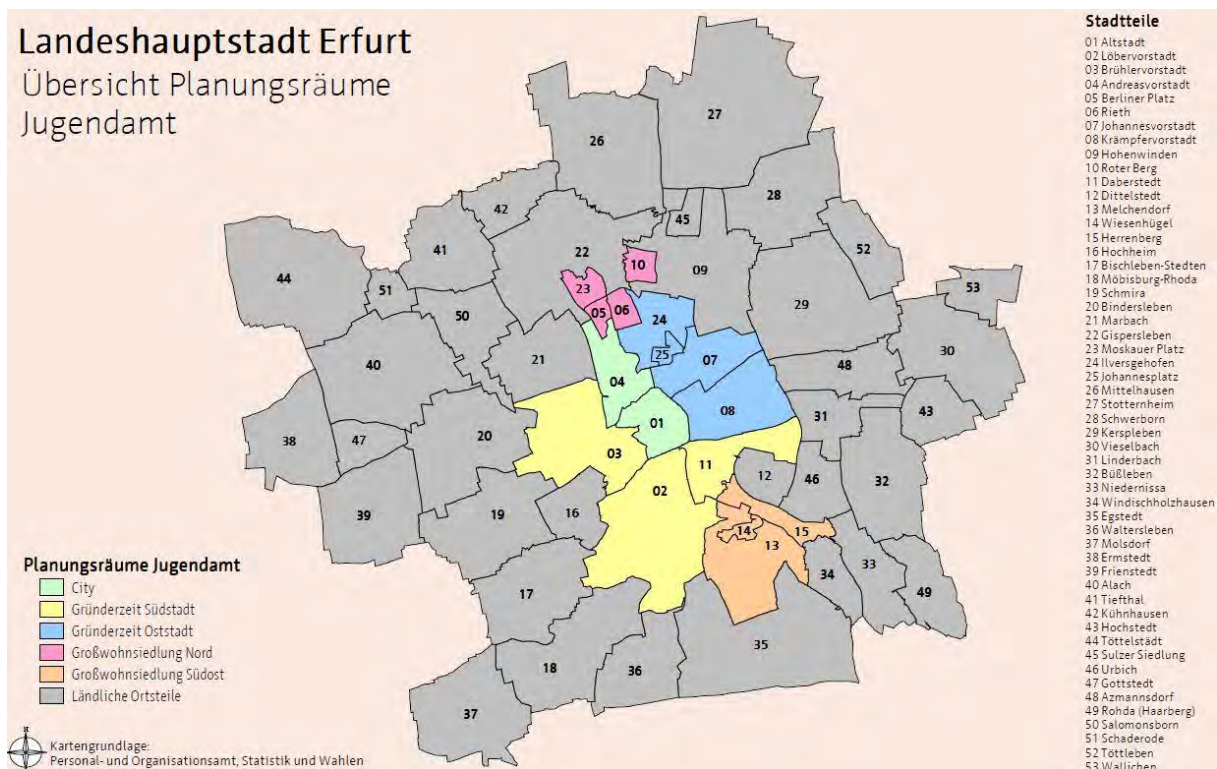 Landeshauptstadt Erfurt
Übersicht Planungsräume
Jugendamt
Stadtteile
01 Altstadt
02 Löbervorstadt
03 Brühlervorstadt
04 Andreasvorstadt
05 Berliner Platz
06 Rieth
07 Johannesvorstadt
08 Krämpfervorstadt
09 Hohenwinden
10 Roter Berg
11 Daberstedt
12 Dittelstedt
13 Melchendorf
14 Wiesenhügel
15 Herrenberg
16 Hochheim
17 Bischleben-Stedten
18 Möbisburg-Rhoda
19 Schmira
20 Bindersleben
21 Marbach
22 Gispersleben
23 Moskauer Platz
24 Ilversgehofen
25 Johannesplatz
26 Mittelhausen
27 Stotternheim
28 Schwerborn
29 Kerspleben
30 Vieselbach
31 Linderbach
32 Büßleben
33 Niedernissa
34 Windischholzhausen
35 Egstedt
36 Waltersleben
37 Molsdorf
38 Ermstedt
39 Frienstedt
40 Alach
41 Tiefthal
42 Kühnhausen
43 Hochstedt
44 Töttelstädt
45 Sulzer Siedlung
46 Urbich
47 Gottstedt
48 Azmannsdorf
49 Rohda (Haarberg)
50 Salomonsborn
51 Schaderode
52 Töttleben
53 Wallichen
27
26
28
42
45
41
52
22
44
10
09
51
23
53
50
05
06
24
29
25
07
21
30
40
48
04
08
43
01
31
20
38
47
03
11
32
12
46
02
39
19
16
14
15
13
33
34
49
17
35
18
36
37
Planungsräume Jugendamt
City
Gründerzeit Südstadt
Gründerzeit Oststadt
Großwohnsiedlung Nord
Großwohnsiedlung Südost
Ländliche Ortsteile
N
Kartengrundlage:
Personal- und Organisationsamt, Statistik und Wahlen